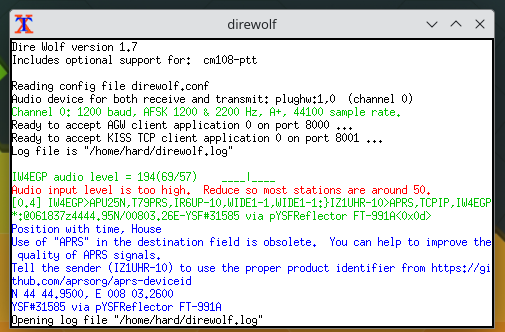 direwolf
Dire Wolf version 1.7
Includes optional support for:  cm108-ptt
Reading config file direwolf.conf
Audio device for both receive and transmit: plughw:1,0  (channel 0)
Channel 0: 1200 baud, AFSK 1200 & 2200 Hz, A+, 44100 sample rate.
Ready to accept AGW client application 0 on port 8000 ...
Ready to accept KISS TCP client application 0 on port 8001 ...
Log file is "/home/hard/direwolf.log"
IW4EGP audio level = 194(69/57)    ____|____
Audio input level is too high.  Reduce so most stations are around 50.
[0.4] IW4EGP>APU25N,T79PRS,IR6UP-10,WIDE1-1,WIDE1-1:}IZ1UHR-10>APRS,TCPIP,IW4EGP
*:@061837z4444.95N/00803.26E-YSF#31585 via pYSFReflector FT-991A<0x0d>
Position with time, House
Use of "APRS" in the destination field is obsolete.  You can help to improve the
 quality of APRS signals.
Tell the sender (IZ1UHR-10) to use the proper product identifier from https://gi
thub.com/aprsorg/aprs-deviceid
N 44 44.9500, E 008 03.2600
YSF#31585 via pYSFReflector FT-991A
Opening log file "/home/hard/direwolf.log"